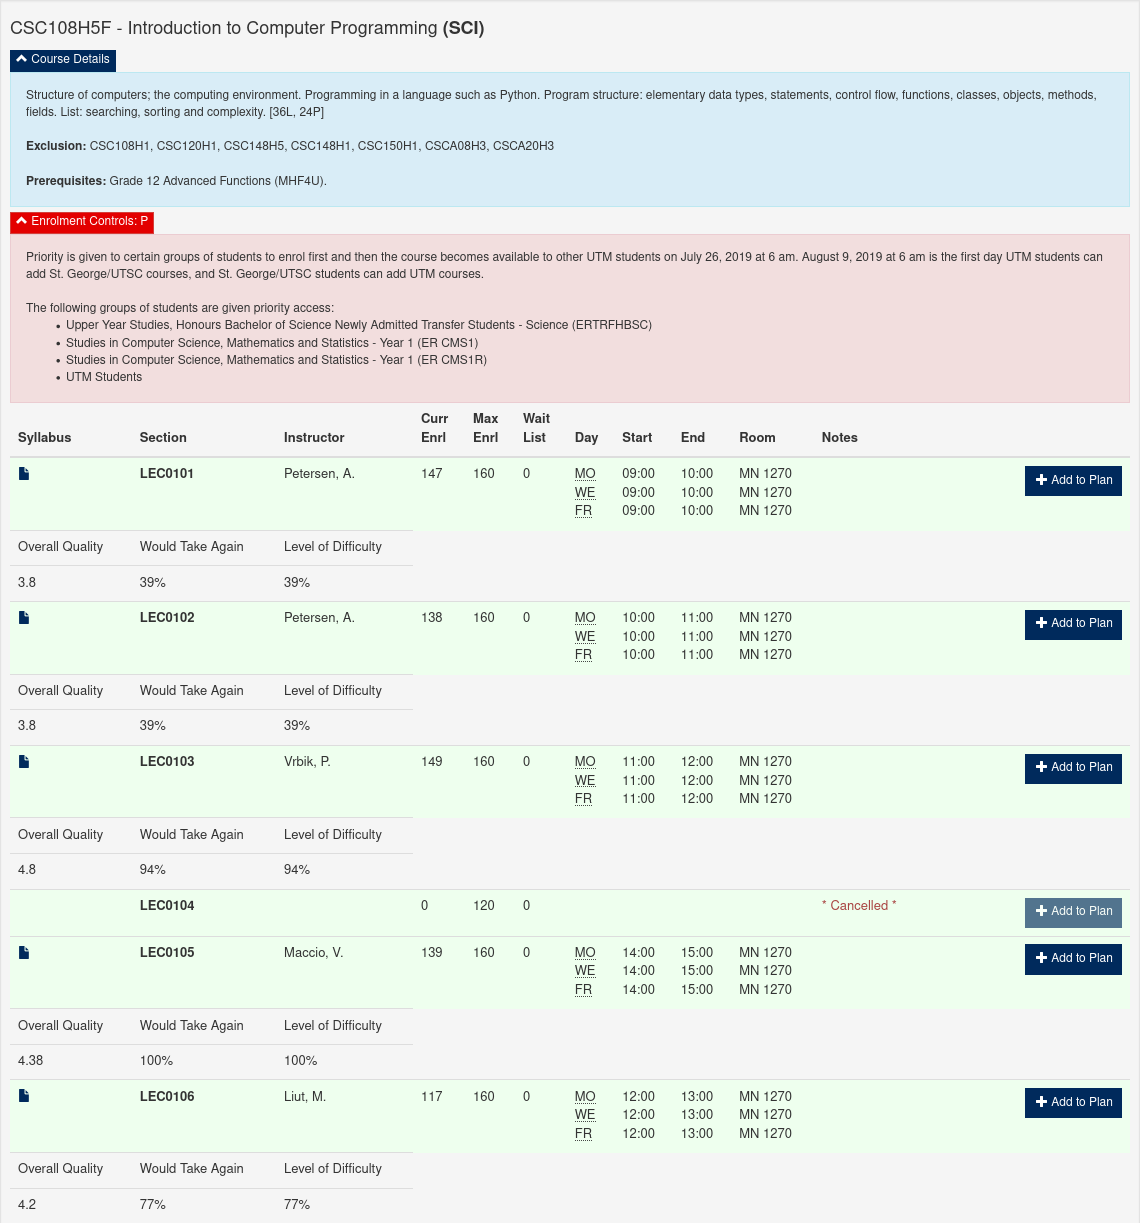 CSC108H5F - Introduction to Computer Programming (SCI)
Course Details
Structure of computers; the computing environment. Programming in a language such as Python. Program structure: elementary data types, statements, control flow, functions, classes, objects, methods,
fields. List: searching, sorting and complexity. [36L, 24P]
Exclusion: CSC108H1, CSC120H1, CSC148H5, CSC148H1, CSC150H1, CSCA08H3, CSCA20H3
Prerequisites: Grade 12 Advanced Functions (MHF4U).
Enrolment Controls: P
Priority is given to certain groups of students to enrol first and then the course becomes available to other UTM students on July 26, 2019 at 6 am. August 9, 2019 at 6 am is the first day UTM students can
add St. George/UTSC courses, and St. George/UTSC students can add UTM courses.
The following groups of students are given priority access:
• Upper Year Studies, Honours Bachelor of Science Newly Admitted Transfer Students - Science (ERTRFHBSC)
• Studies in Computer Science, Mathematics and Statistics - Year 1 (ER CMS1)
• Studies in Computer Science, Mathematics and Statistics - Year 1 (ER CMS1R)
• UTM Students
Curr Max Wait
Syllabus Section Instructor Enrl Enrl List Day Start End Room Notes
LEC0101 Petersen, A. 147 160 0 MO 09:00 10:00 MN 1270 Add to Plan
WE 09:00 10:00 MN 1270
FR 09:00 10:00 MN 1270
Overall Quality Would Take Again Level of Difficulty
3.8 39% 39%
LEC0102 Petersen, A. 138 160 0 MO 10:00 11:00 MN 1270 Add to Plan
WE 10:00 11:00 MN 1270
FR 10:00 11:00 MN 1270
Overall Quality Would Take Again Level of Difficulty
3.8 39% 39%
LEC0103 Vrbik, P. 149 160 0 MO 11:00 12:00 MN 1270 Add to Plan
WE 11:00 12:00 MN 1270
FR 11:00 12:00 MN 1270
Overall Quality Would Take Again Level of Difficulty
4.8 94% 94%
LEC0104 0 120 0 * Cancelled * Add to Plan
LEC0105 Maccio, V. 139 160 0 MO 14:00 15:00 MN 1270 Add to Plan
WE 14:00 15:00 MN 1270
FR 14:00 15:00 MN 1270
Overall Quality Would Take Again Level of Difficulty
4.38 100% 100%
LEC0106 Liut, M. 117 160 0 MO 12:00 13:00 MN 1270 Add to Plan
WE 12:00 13:00 MN 1270
FR 12:00 13:00 MN 1270
Overall Quality Would Take Again Level of Difficulty
4.2 77% 77%